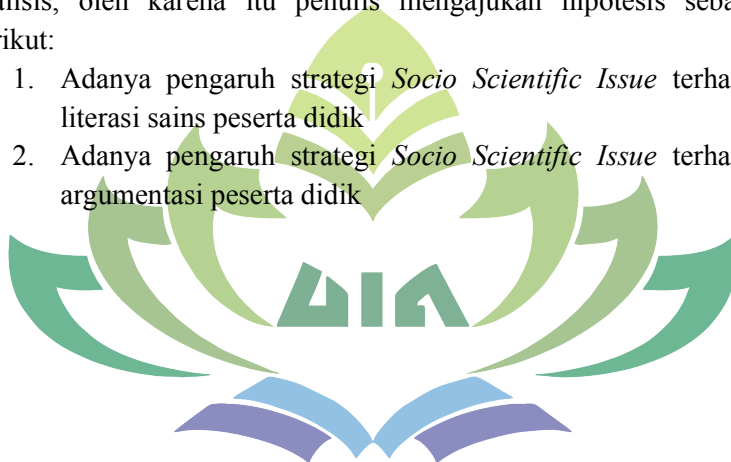 oleh karena itu penulis mengajukan hipotesis
1. Adanya pengaruh strategi Socio Scientific Issue
literasi sains peserta didik
2. Adanya pengaruh strategi Socio Scientific Issue
argumentasi peserta didik
UIN